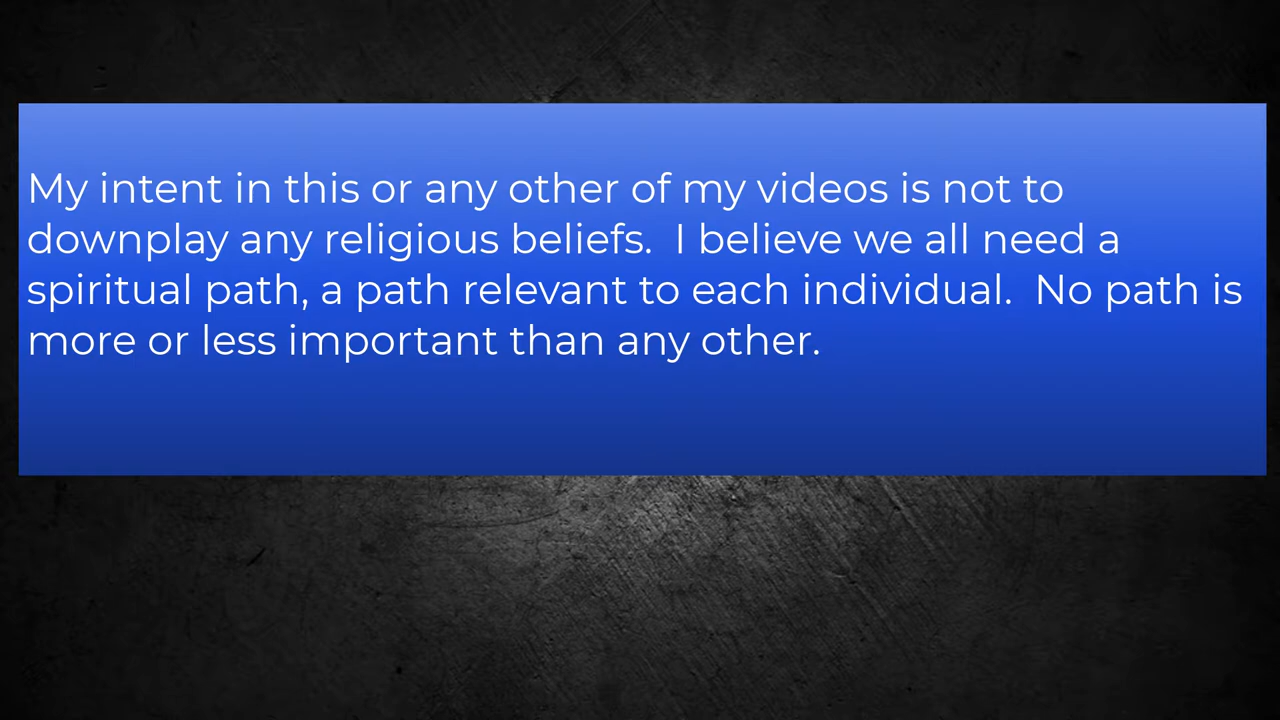 My intent in this or any other of my videos is not to
downplay any religious beliefs.  I believe we all need a
spiritual path, a path relevant to each individual.  No path is
more or less important than any other.